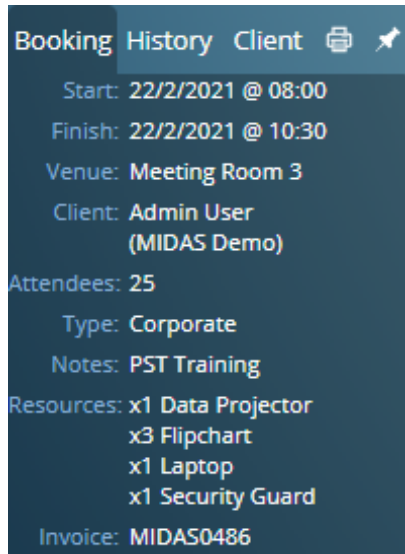 Booking History Client
Start: 22/2/2021 @ 08:00
Finish: 22/2/2021 @ 10:30
Venue: Meeting Room 3
Client: Admin User
(MIDAS Demo)
Attendees: 25
Type: Corporate
Notes: PST Training
Resources: x1 Data Projector
x3 Flipchart
x1 Laptop
x1 Security Guard
Invoice: MIDAS0486